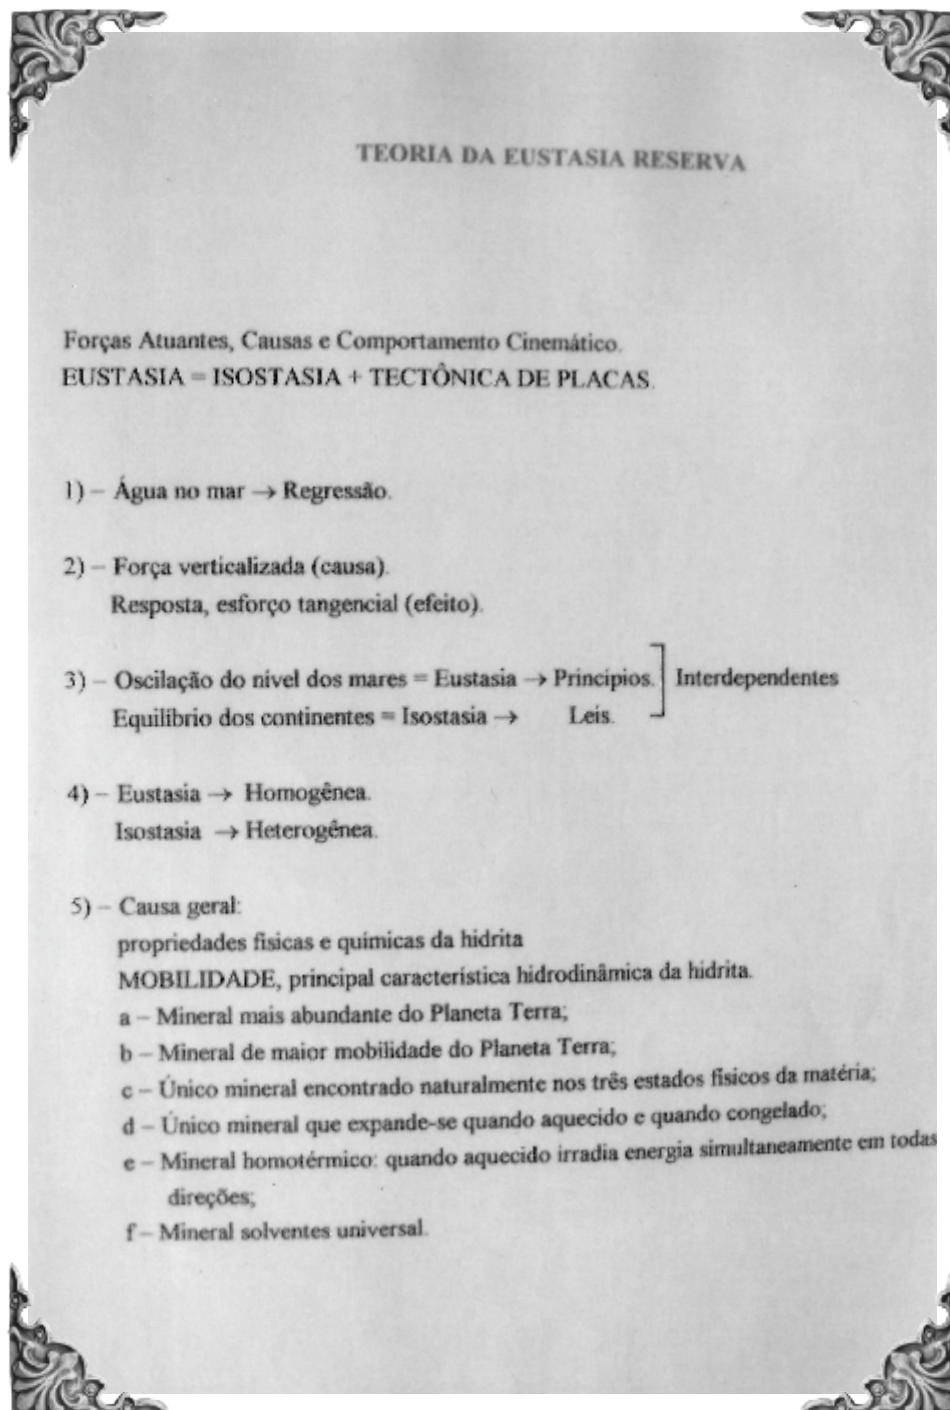 TEORIA DA EUSTASIA RESERVA
Forças Atuantes, Causas e Comportamento Cinemático.
EUSTASIA = ISOSTASIA + TECTÔNICA DE PLACAS.
1) – Água no mar → Regressão.
2) – Força verticalizada (causa).
Resposta, esforço tangencial (efeito).
3) – Oscilação do nível dos mares = Eustasia → Princípios. Interdependentes
Equilíbrio dos continentes = Isostasia → Leis.
4) – Eustasia → Homogênea.
Isostasia → Heterogênea.
5) – Causa geral:
propriedades físicas e químicas da hidrita
MOBILIDADE, principal característica hidrodinâmica da hidrita.
a – Mineral mais abundante do Planeta Terra;
b – Mineral de maior mobilidade do Planeta Terra;
c – Único mineral encontrado naturalmente nos três estados físicos da matéria;
d – Único mineral que expande-se quando aquecido e quando congelado;
e – Mineral homotérmico: quando aquecido irradia energia simultaneamente em todas
direções;
f – Mineral solventes universal.